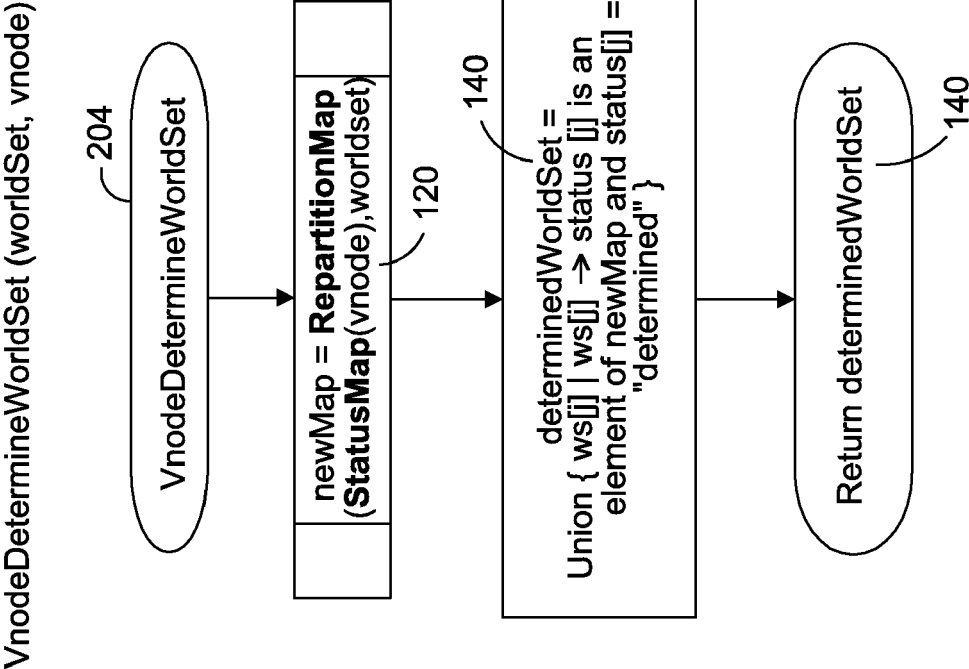 VnodeDetermineWorldSet (worldSet, vnode)
204
VnodeDetermineWorldSet
newMap = RepartitionMap
(StatusMap(vnode),worldset)
120
140
determinedWorldSet =
Union { ws[j] | ws[j] → status [j] is an
element of newMap and status[j] =
"determined" }
Return determinedWorldSet
140